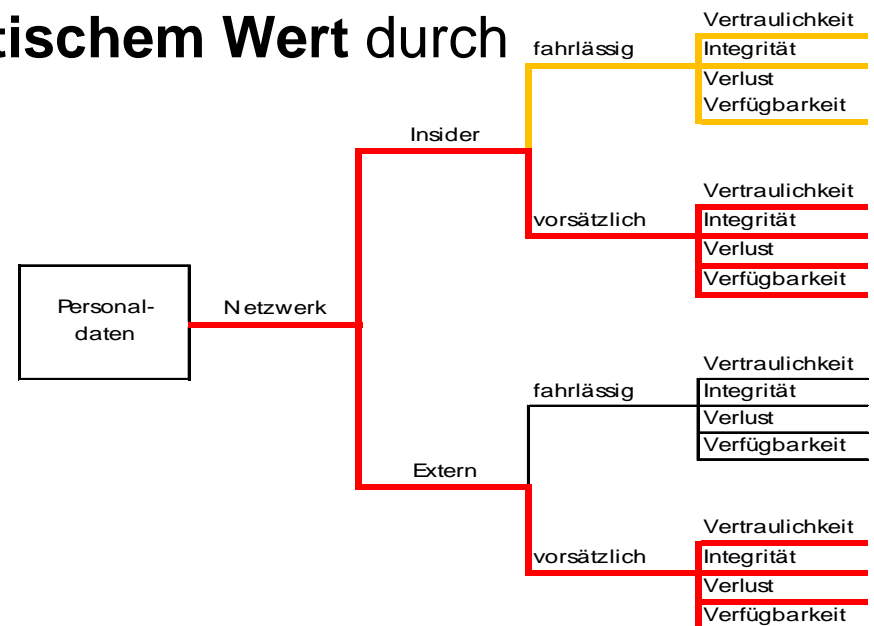 tischem Wert durch
Personal-
daten
Netzwerk
Insider
fahrlässig
Vertraulichkeit
Integrität
Verlust
Verfügbarkeit
vorsätzlich
Vertraulichkeit
Integrität
Verlust
Verfügbarkeit
Extern
fahrlässig
Vertraulichkeit
Integrität
Verlust
Verfügbarkeit
vorsätzlich
Vertraulichkeit
Integrität
Verlust
Verfügbarkeit